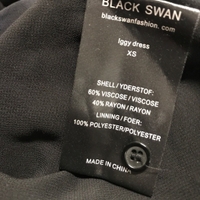 BLACK SWAN
blackswanfashion.com
Iggy dress
XS
SHELL/YDERSTOF:
60% VISCOSE/VISCOSE
40% RAYON/RAYON
LINING/FOER:
100% POLYESTER/POLYESTER
MADE IN CHINA